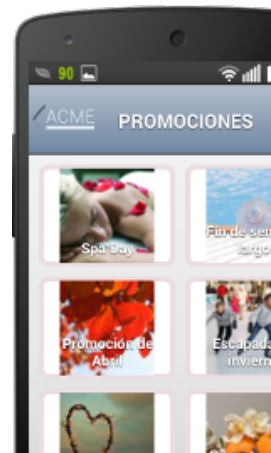 90
ACME PROMOCIONES
Spa Day
Fin de sem
largo
Promoción de
Abril
Escapada
inviern